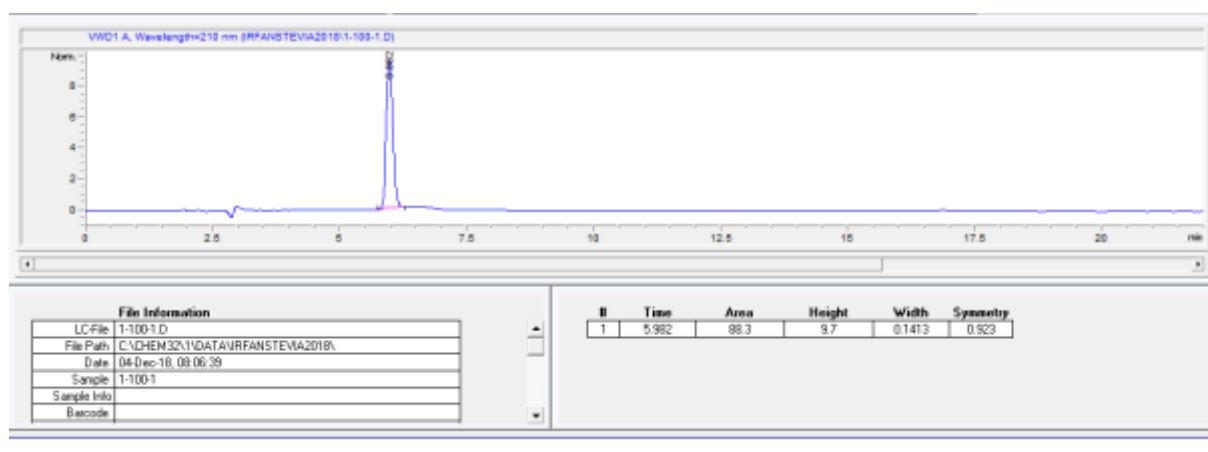 VWD1 A, Wavelength=210 nm (IRFANSTEVIA2018\1-100-1.D)
Norm.
8
6
4
2
0
5.982
0 2.5 5 7.5 10 12.5 15 17.5 20 min
File Information
LC-File 1-100-1.D
File Path C:\CHEM32\1\DATA\IRFANSTEVIA2018\
Date 04-Dec-18, 08:06:39
Sample 1-100-1
Sample Info
Barcode
# Time Area Height Width Symmetry
1 5.982 88.3 9.7 0.1413 0.923